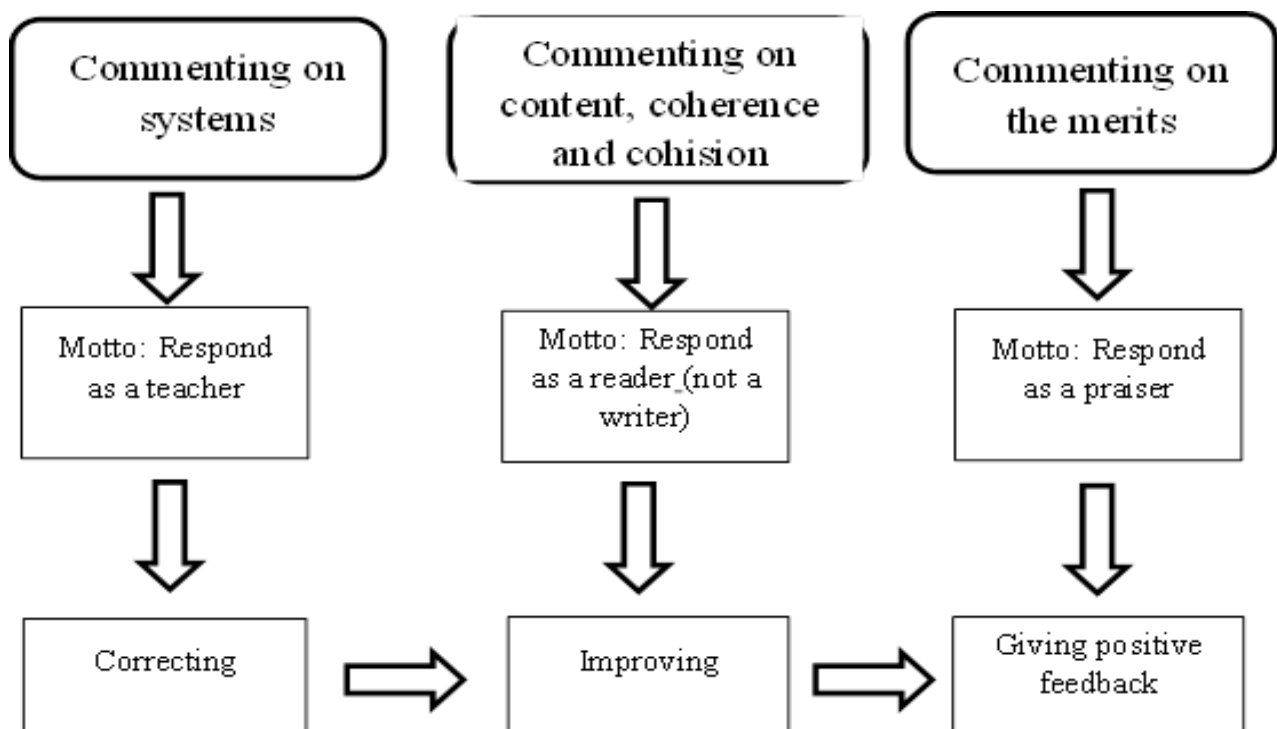 Commenting on
systems
Commenting on
content, coherence
and cohision
Commenting on
the merits
Motto: Respond
as a teacher
Motto: Respond
as a reader_(not a
writer)
Motto: Respond
as a praiser
Correcting
Improving
Giving positive
feedback